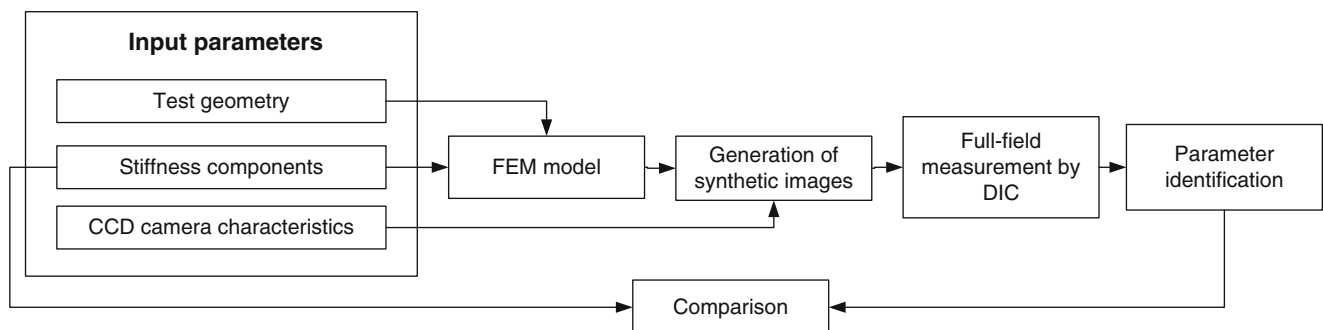 Input parameters
Test geometry
Stiffness components
CCD camera characteristics
FEM model
Generation of
synthetic images
Full-field
measurement by
DIC
Parameter
identification
Comparison